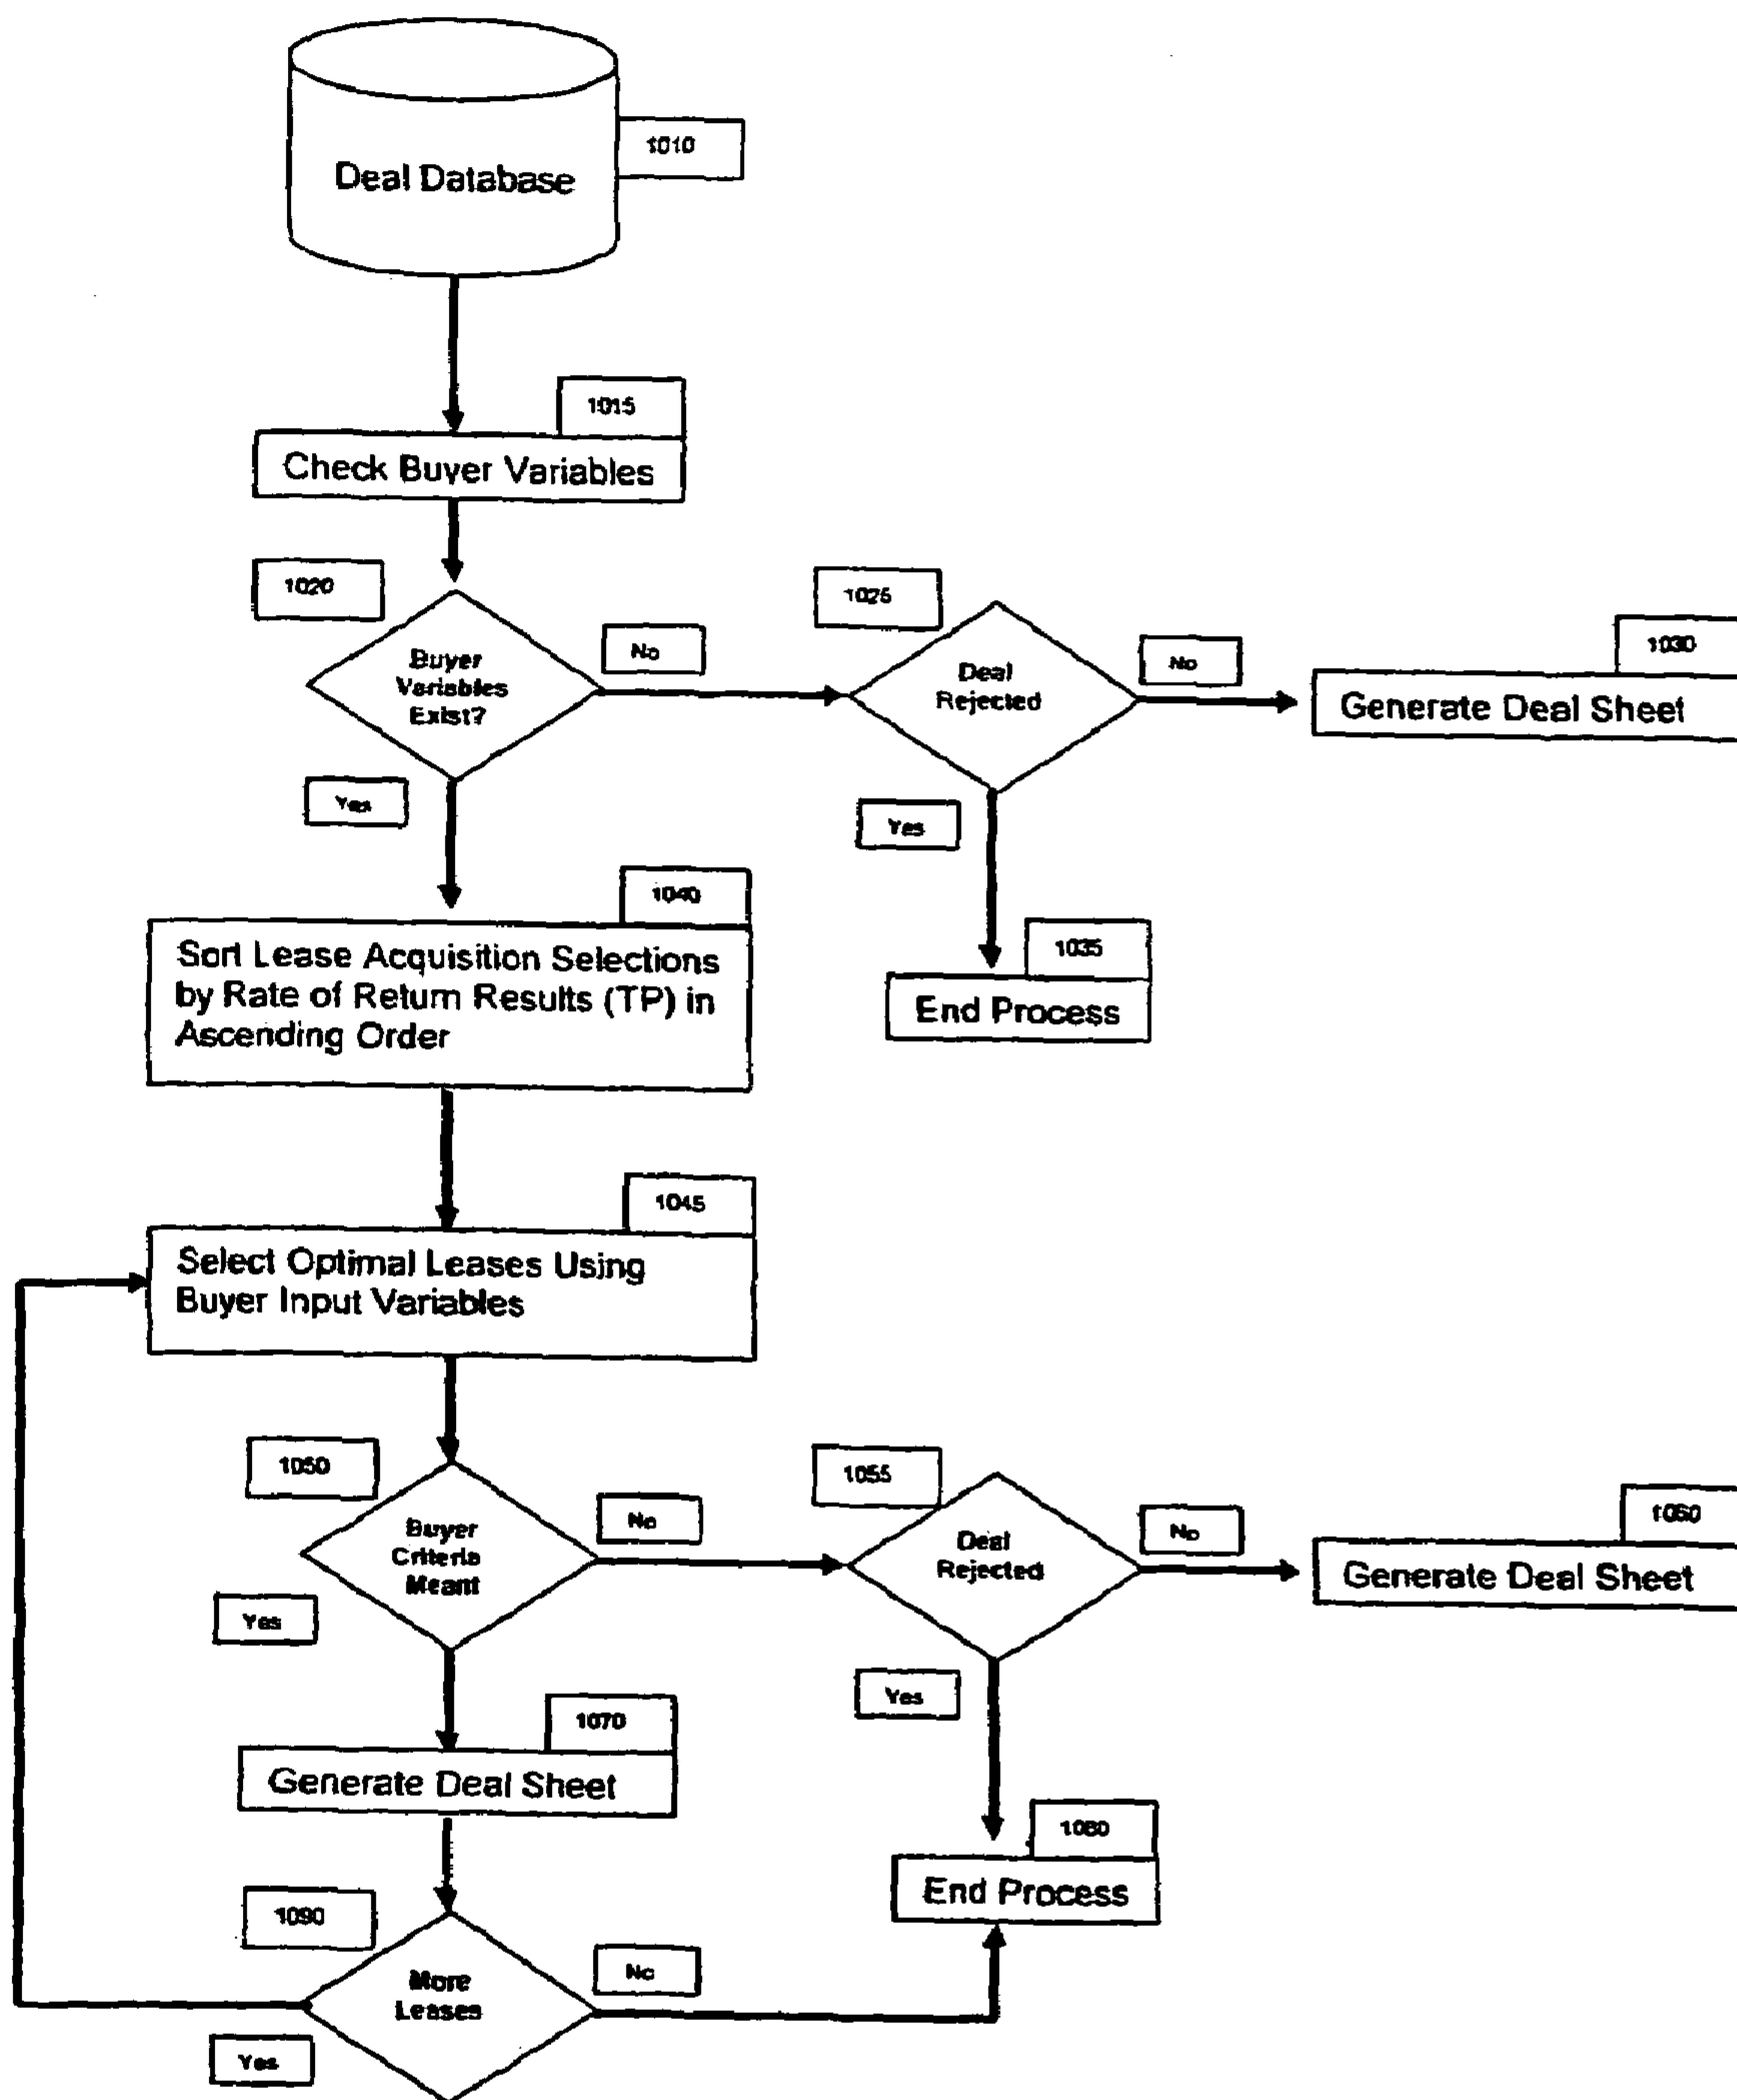 1010
Deal Database
1015
Check Buyer Variables
1020
Buyer
Variables
Exist?
No
Yes
1025
Deal
Rejected
No
Yes
1030
Generate Deal Sheet
1035
End Process
1040
Sort Lease Acquisition Selections
by Rate of Return Results (TP) in
Ascending Order
1045
Select Optimal Leases Using
Buyer Input Variables
1050
Buyer
Criteria
Meant
No
Yes
1055
Deal
Rejected
No
Yes
1060
Generate Deal Sheet
1070
Generate Deal Sheet
1080
End Process
1090
More
Leases
No
Yes